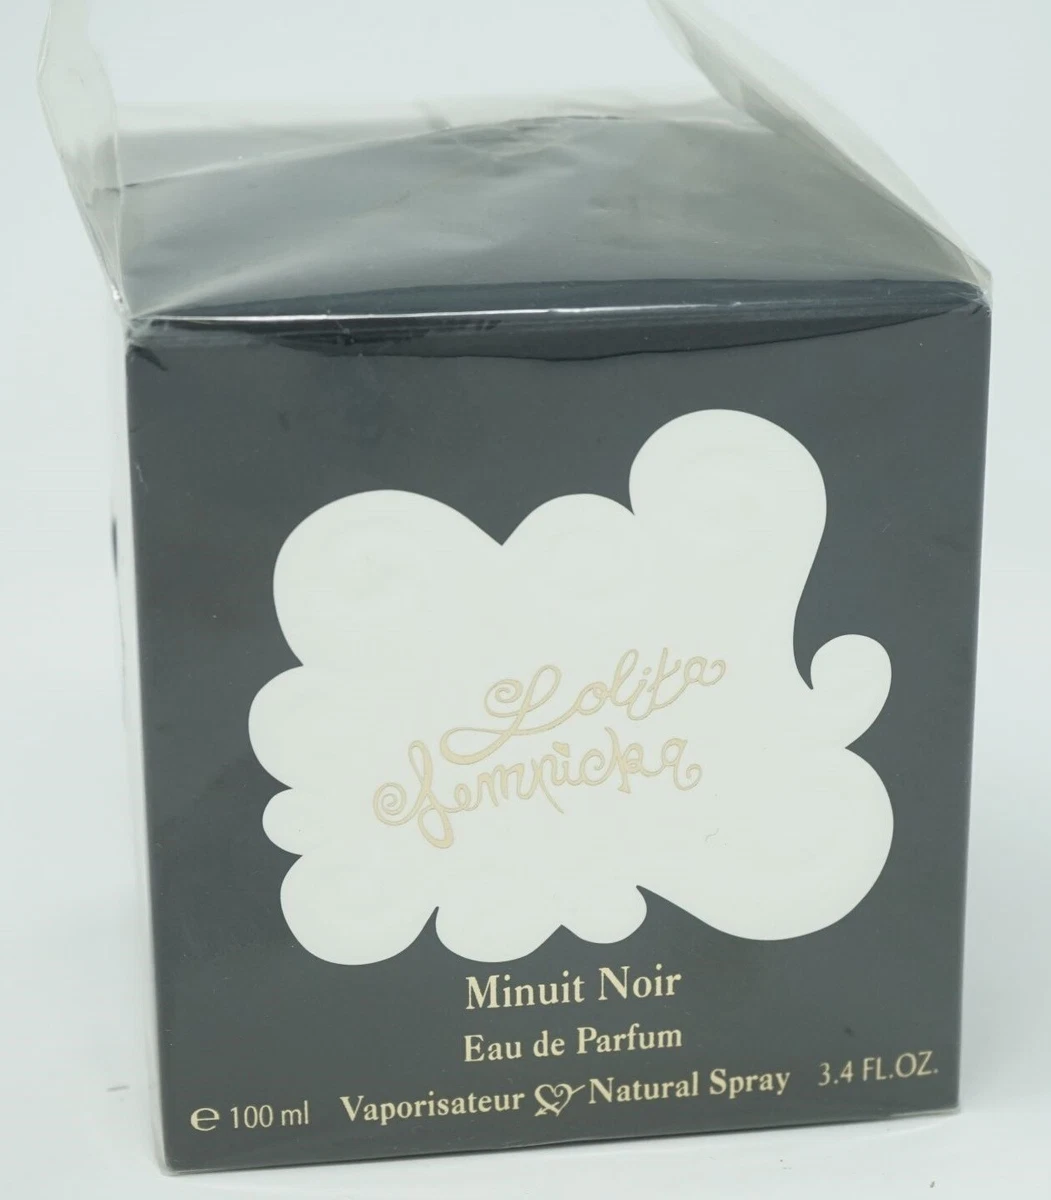 Lolita
Lempicka
Minuit Noir
Eau de Parfum
℮ 100 ml Vaporisateur Natural Spray 3.4 FL.OZ.